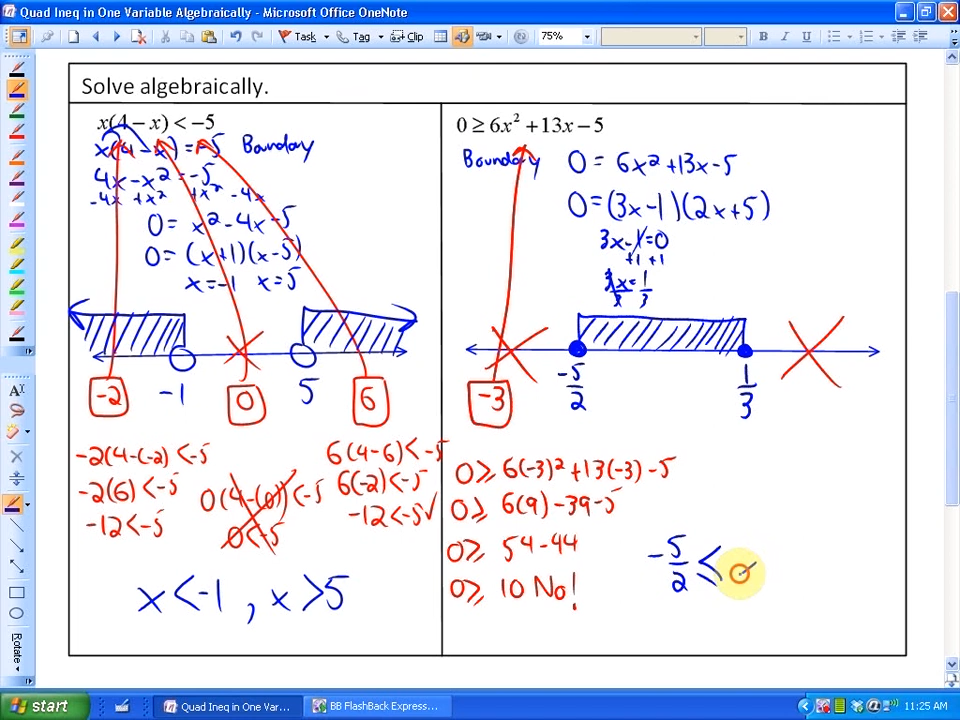 Quad Ineq in One Variable Algebraically - Microsoft Office OneNote
Task Tag Clip 75% B I U
Solve algebraically.
x(4 − x) < −5
x(4 - x) = -5 Boundary
4x - x² = -5
-4x + x² + x² - 4x
0 = x² - 4x - 5
0 = (x+1)(x-5)
x = -1 x = 5
-2 -1 0 5 6
-2(4-(-2)) < -5
-2(6) < -5
-12 < -5
0(4-(0)) < -5
0 < -5
6(4-6) < -5
6(-2) < -5
-12 < -5 ✓
x < -1 , x > 5
0 ≥ 6x² + 13x − 5
Boundary 0 = 6x² + 13x - 5
0 = (3x-1)(2x+5)
3x - 1 = 0
+1 +1
3x = 1
3 3
-3 -5/2 1/3
0 ≥ 6(-3)² + 13(-3) - 5
0 ≥ 6(9) - 39 - 5
0 ≥ 54 - 44
0 ≥ 10 No!
-5/2 ≤
Rotate
start Quad Ineq in One Var... BB FlashBack Express... 11:25 AM